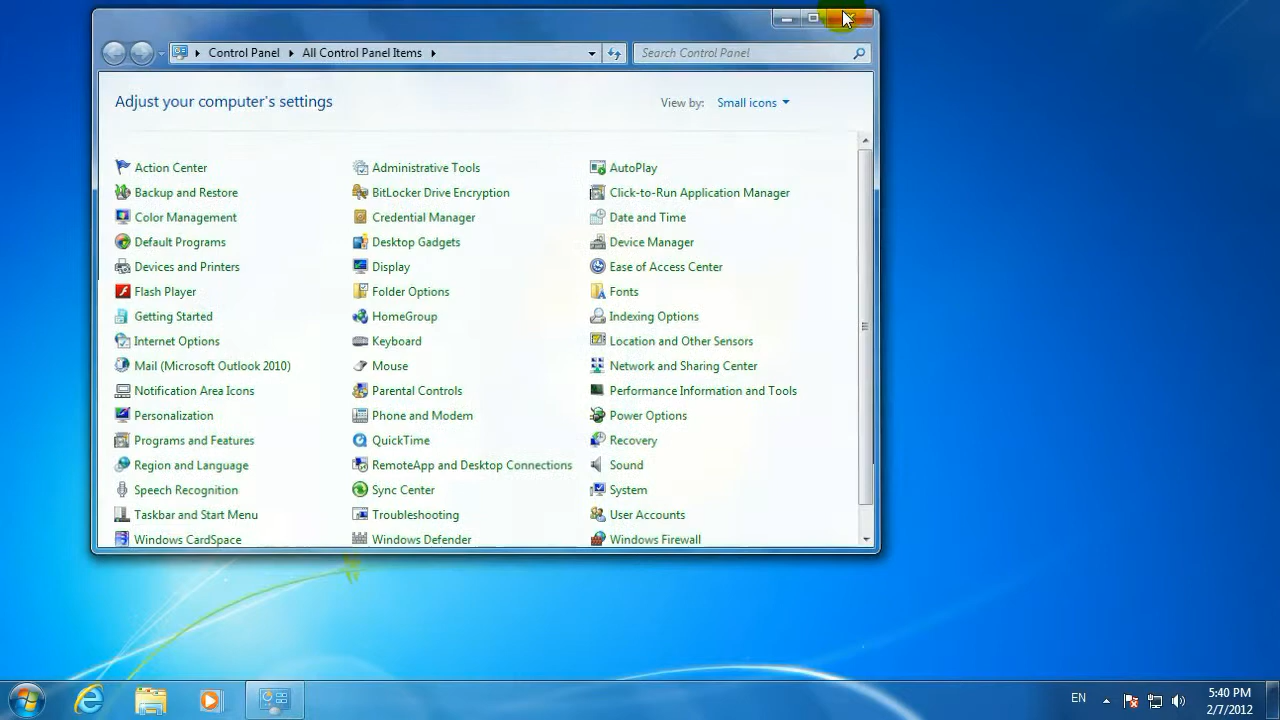 Control Panel All Control Panel Items Search Control Panel
Adjust your computer's settings View by: Small icons
Action Center Administrative Tools AutoPlay
Backup and Restore BitLocker Drive Encryption Click-to-Run Application Manager
Color Management Credential Manager Date and Time
Default Programs Desktop Gadgets Device Manager
Devices and Printers Display Ease of Access Center
Flash Player Folder Options Fonts
Getting Started HomeGroup Indexing Options
Internet Options Keyboard Location and Other Sensors
Mail (Microsoft Outlook 2010) Mouse Network and Sharing Center
Notification Area Icons Parental Controls Performance Information and Tools
Personalization Phone and Modem Power Options
Programs and Features QuickTime Recovery
Region and Language RemoteApp and Desktop Connections Sound
Speech Recognition Sync Center System
Taskbar and Start Menu Troubleshooting User Accounts
Windows CardSpace Windows Defender Windows Firewall
EN 5:40 PM
2/7/2012